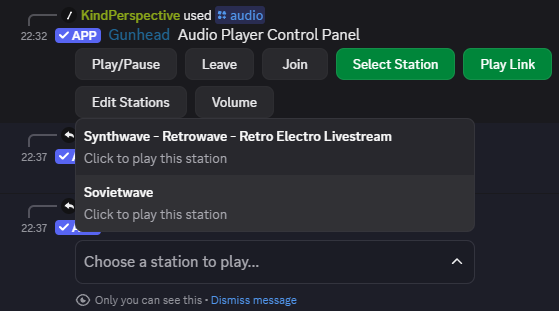 KindPerspective used audio
22:32 APP Gunhead Audio Player Control Panel
Play/Pause Leave Join Select Station Play Link
Edit Stations Volume
Synthwave - Retrowave - Retro Electro Livestream
22:37 Click to play this station
Sovietwave
Click to play this station
22:37
Choose a station to play...
Only you can see this • Dismiss message